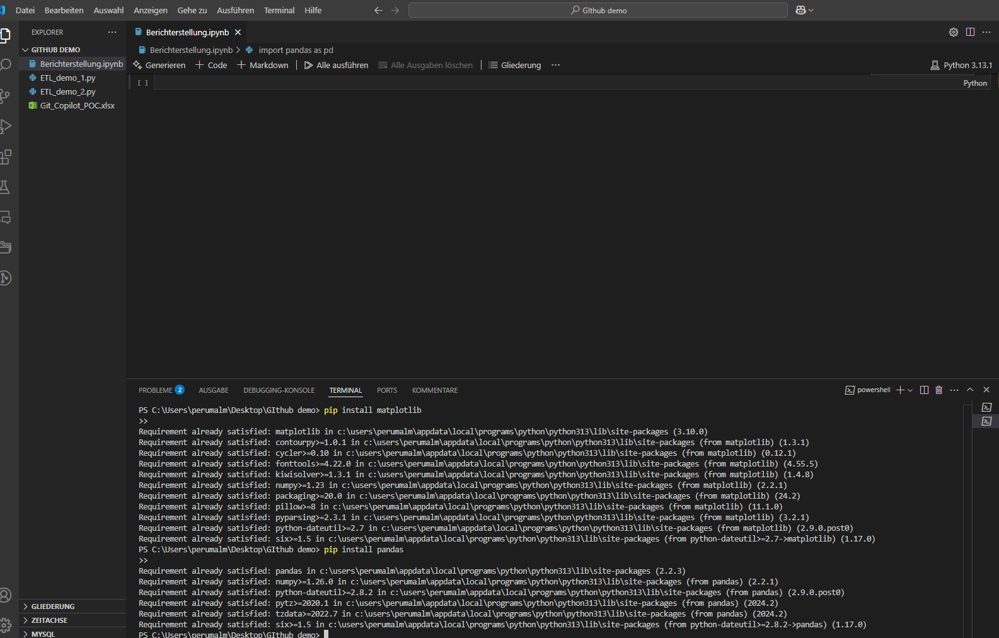 Datei Bearbeiten Auswahl Anzeigen Gehe zu Ausführen Terminal Hilfe GIthub demo
EXPLORER
Berichterstellung.ipynb
GITHUB DEMO
Berichterstellung.ipynb > import pandas as pd
Berichterstellung.ipynb
Generieren + Code + Markdown | Alle ausführen Alle Ausgaben löschen | Gliederung ... Python 3.13.1
ETL_demo_1.py
[ ] Python
ETL_demo_2.py
Git_Copilot_POC.xlsx
PROBLEME 2 AUSGABE DEBUGGING-KONSOLE TERMINAL PORTS KOMMENTARE powershell
PS C:\Users\perumalm\Desktop\GIthub demo> pip install matplotlib
>>
Requirement already satisfied: matplotlib in c:\users\perumalm\appdata\local\programs\python\python313\lib\site-packages (3.10.0)
Requirement already satisfied: contourpy>=1.0.1 in c:\users\perumalm\appdata\local\programs\python\python313\lib\site-packages (from matplotlib) (1.3.1)
Requirement already satisfied: cycler>=0.10 in c:\users\perumalm\appdata\local\programs\python\python313\lib\site-packages (from matplotlib) (0.12.1)
Requirement already satisfied: fonttools>=4.22.0 in c:\users\perumalm\appdata\local\programs\python\python313\lib\site-packages (from matplotlib) (4.55.5)
Requirement already satisfied: kiwisolver>=1.3.1 in c:\users\perumalm\appdata\local\programs\python\python313\lib\site-packages (from matplotlib) (1.4.8)
Requirement already satisfied: numpy>=1.23 in c:\users\perumalm\appdata\local\programs\python\python313\lib\site-packages (from matplotlib) (2.2.1)
Requirement already satisfied: packaging>=20.0 in c:\users\perumalm\appdata\local\programs\python\python313\lib\site-packages (from matplotlib) (24.2)
Requirement already satisfied: pillow>=8 in c:\users\perumalm\appdata\local\programs\python\python313\lib\site-packages (from matplotlib) (11.1.0)
Requirement already satisfied: pyparsing>=2.3.1 in c:\users\perumalm\appdata\local\programs\python\python313\lib\site-packages (from matplotlib) (3.2.1)
Requirement already satisfied: python-dateutil>=2.7 in c:\users\perumalm\appdata\local\programs\python\python313\lib\site-packages (from matplotlib) (2.9.0.post0)
Requirement already satisfied: six>=1.5 in c:\users\perumalm\appdata\local\programs\python\python313\lib\site-packages (from python-dateutil>=2.7->matplotlib) (1.17.0)
PS C:\Users\perumalm\Desktop\GIthub demo> pip install pandas
>>
Requirement already satisfied: pandas in c:\users\perumalm\appdata\local\programs\python\python313\lib\site-packages (2.2.3)
Requirement already satisfied: numpy>=1.26.0 in c:\users\perumalm\appdata\local\programs\python\python313\lib\site-packages (from pandas) (2.2.1)
Requirement already satisfied: python-dateutil>=2.8.2 in c:\users\perumalm\appdata\local\programs\python\python313\lib\site-packages (from pandas) (2.9.0.post0)
Requirement already satisfied: pytz>=2020.1 in c:\users\perumalm\appdata\local\programs\python\python313\lib\site-packages (from pandas) (2024.2)
Requirement already satisfied: tzdata>=2022.7 in c:\users\perumalm\appdata\local\programs\python\python313\lib\site-packages (from pandas) (2024.2)
Requirement already satisfied: six>=1.5 in c:\users\perumalm\appdata\local\programs\python\python313\lib\site-packages (from python-dateutil>=2.8.2->pandas) (1.17.0)
PS C:\Users\perumalm\Desktop\GIthub demo>
GLIEDERUNG
ZEITACHSE
MYSQL